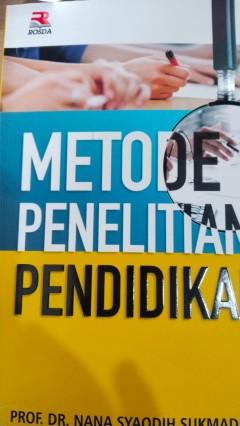 ROSDA
METODE
PENELITIAN
PENDIDIKA
PROF. DR. NANA SYAODIH SUKMAD